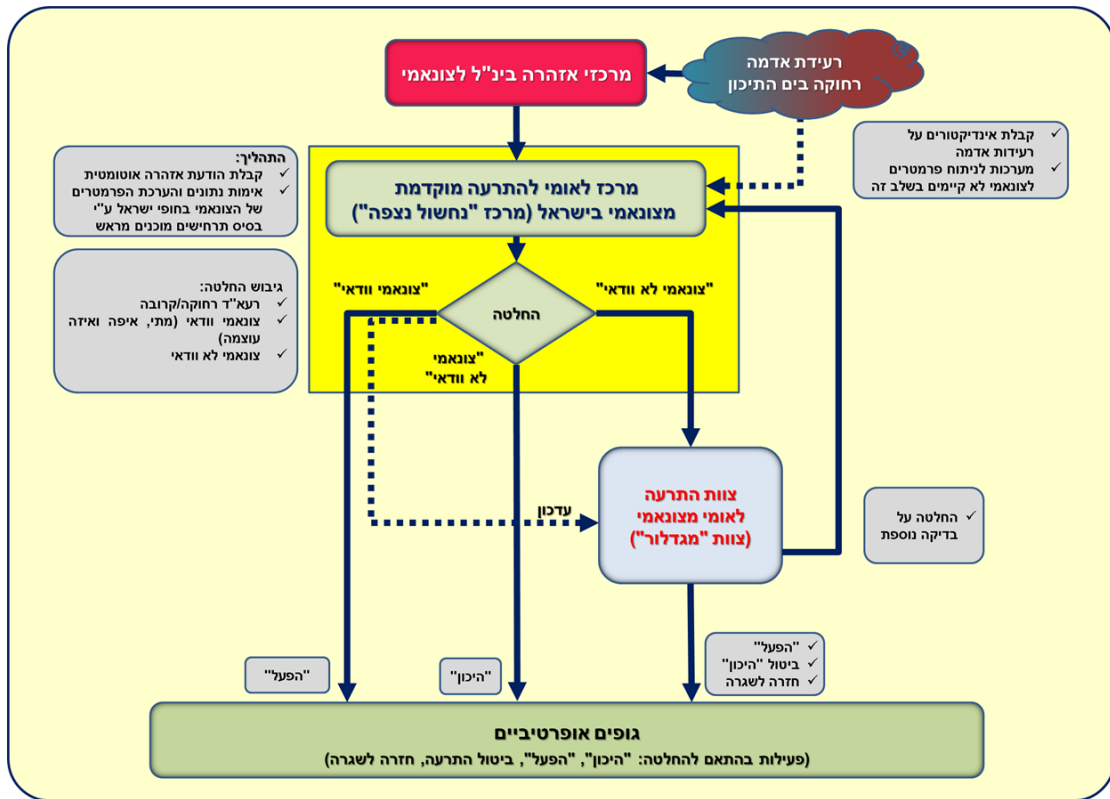 רעידת אדמה
רחוקה בים התיכון
מרכזי אזהרה בינ"ל לצונאמי
קבלת אינדיקטורים על
רעידות אדמה
מערכות לניתוח פרמטרים
לצונאמי לא קיימים בשלב זה
מרכז לאומי להתרעה מוקדמת
מצונאמי בישראל (מרכז "נחשול נצפה")
התהליך:
קבלת הודעת אזהרה אוטומטית
אימות נתונים והערכת הפרמטרים
של הצונאמי בחופי ישראל ע"י
בסיס תרחישים מוכנים מראש
גיבוש החלטה:
רעא"ד רחוקה/קרובה
צונאמי וודאי (מתי, איפה ואיזה
עוצמה)
צונאמי לא וודאי
"צונאמי לא וודאי"
החלטה
"צונאמי וודאי"
"צונאמי
לא וודאי"
צוות התרעה
לאומי מצונאמי
(צוות "מגדלור")
עדכון
החלטה על
בדיקה נוספת
"הפעל"
ביטול "היכון"
חזרה לשגרה
"היכון"
"הפעל"
גופים אופרטיביים
(פעילות בהתאם להחלטה: "היכון", "הפעל", ביטול התרעה, חזרה לשגרה)